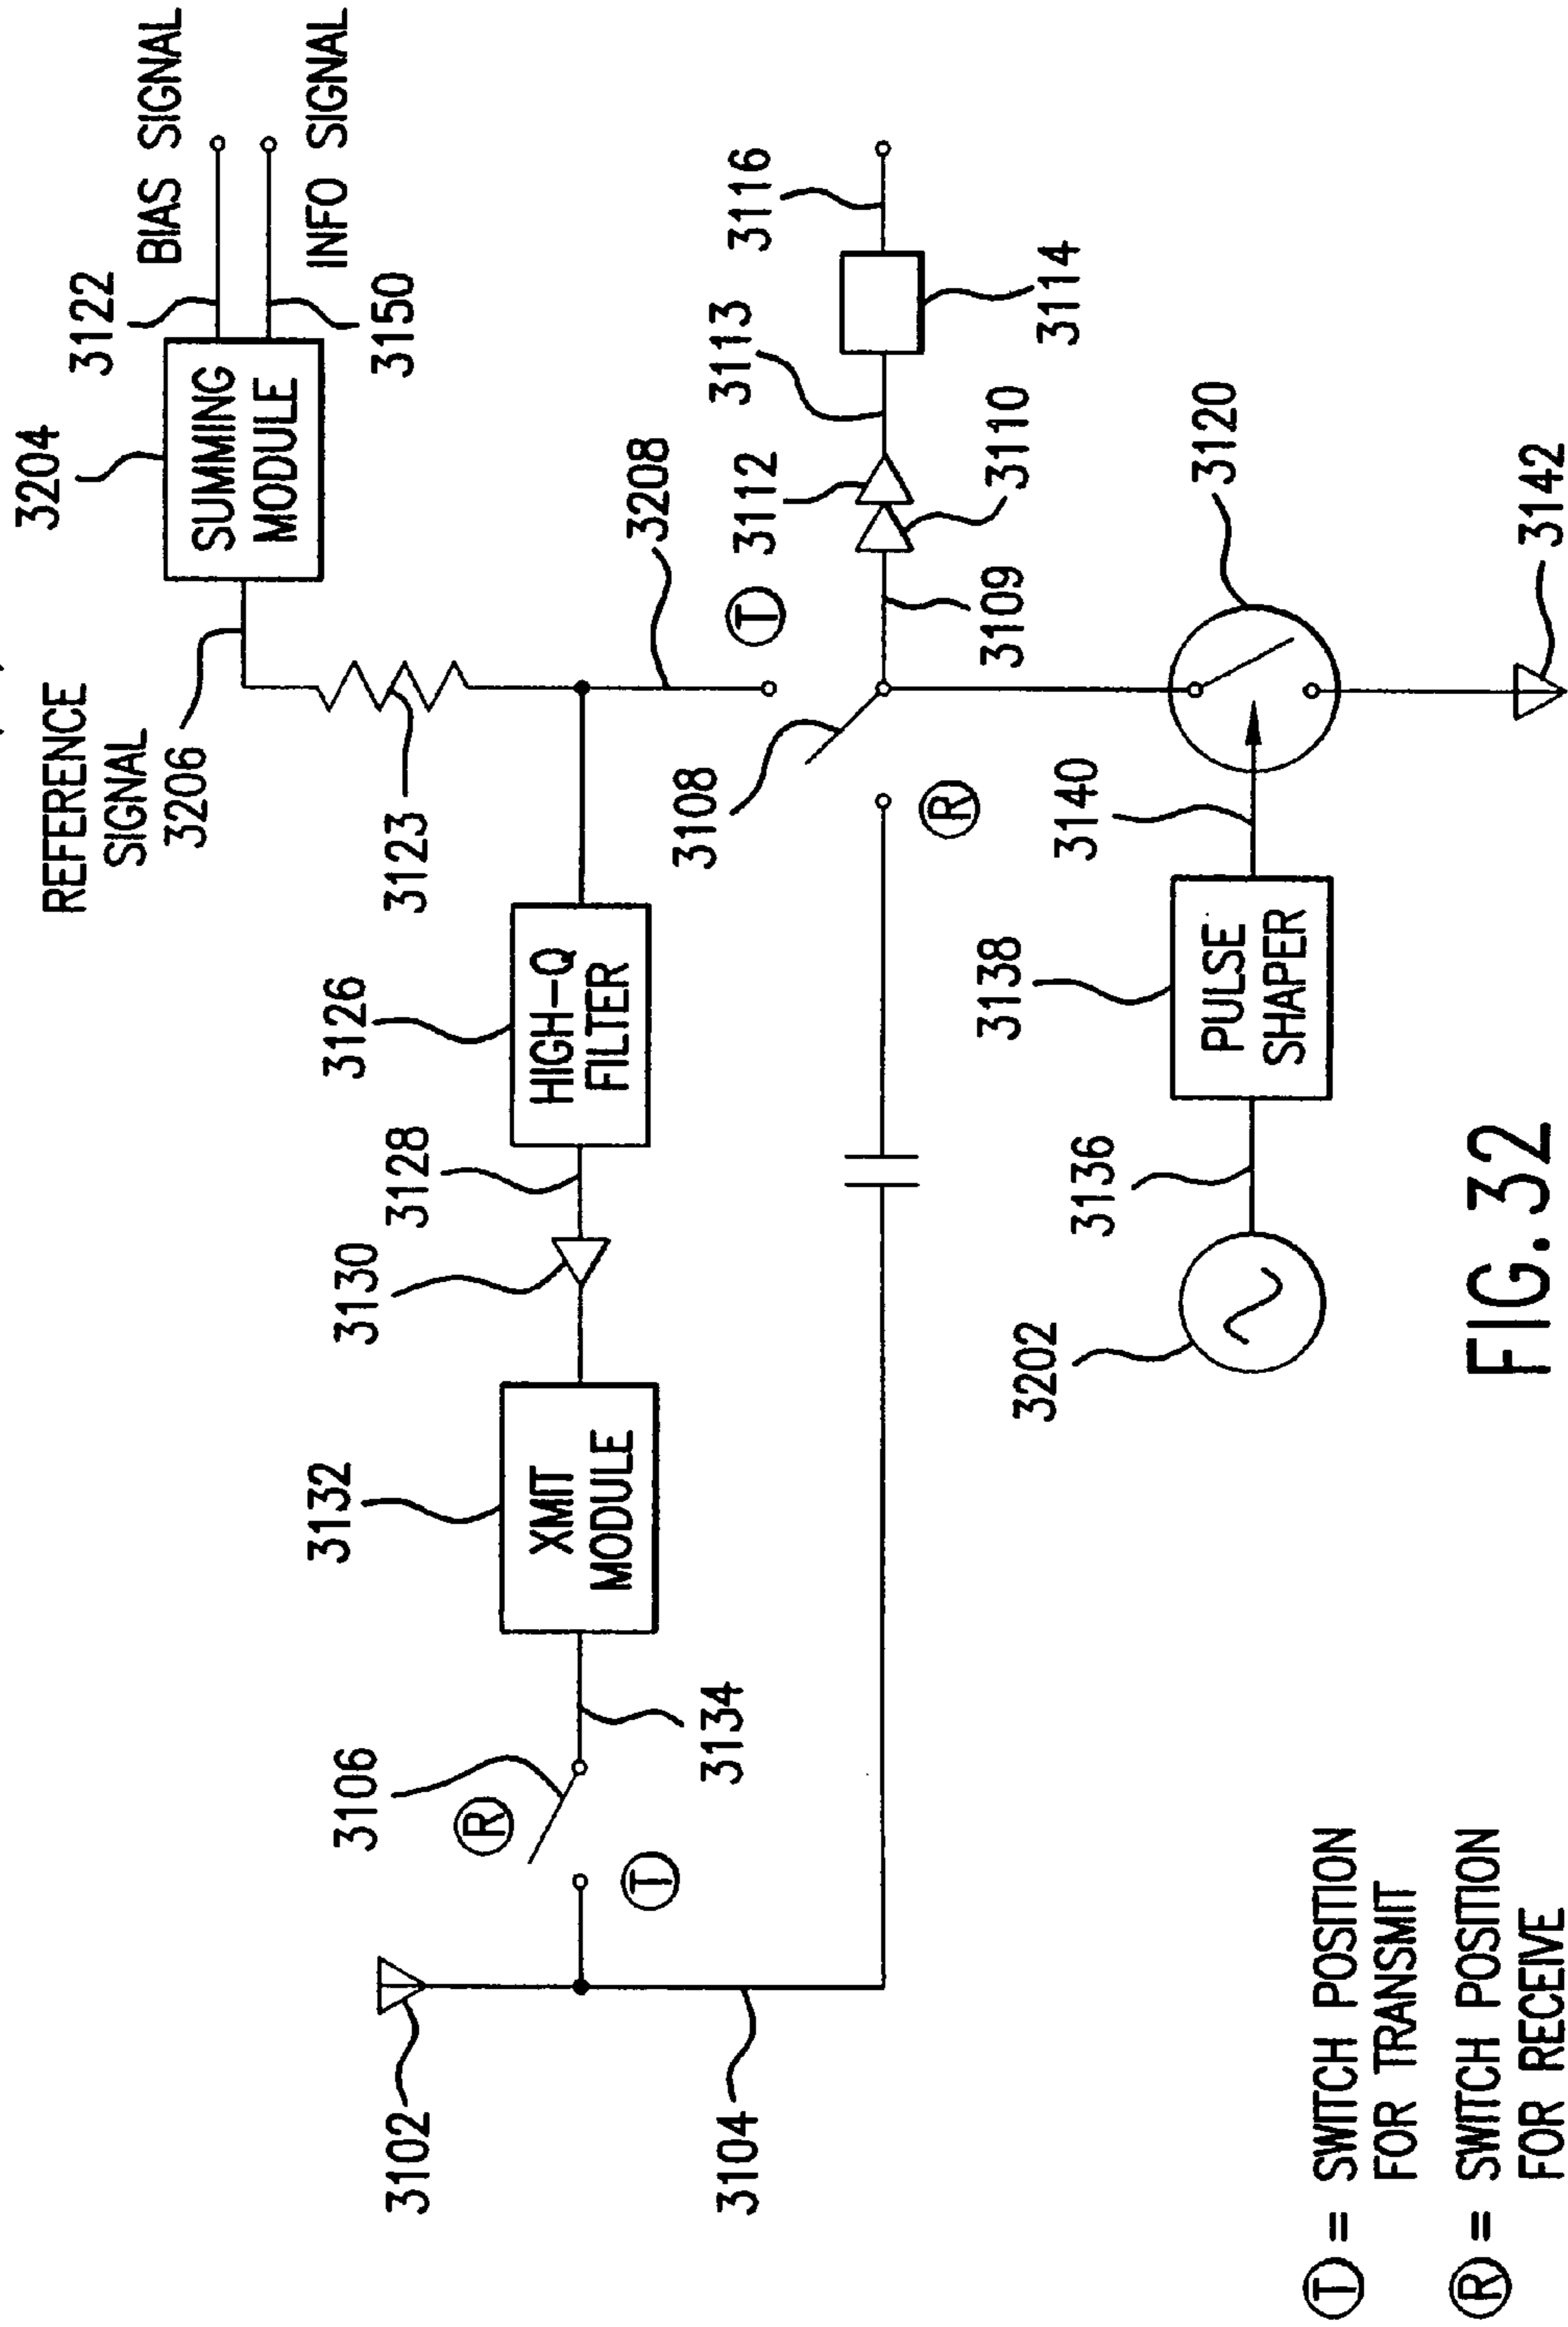 3204
BIAS SIGNAL
3122
SUMMING
MODULE
INFO SIGNAL
3150
REFERENCE
SIGNAL
3206
3123
3208
T
3126
HIGH-Q
FILTER
3128
3130
3132
XMIT
MODULE
3134
3106
R
T
3102
3104
3108
R
3109
3112
3110
3113
3114
3116
3120
3142
3140
3138
PULSE
SHAPER
3136
3202
T = SWITCH POSITION
FOR TRANSMIT
R = SWITCH POSITION
FOR RECEIVE
FIG. 32